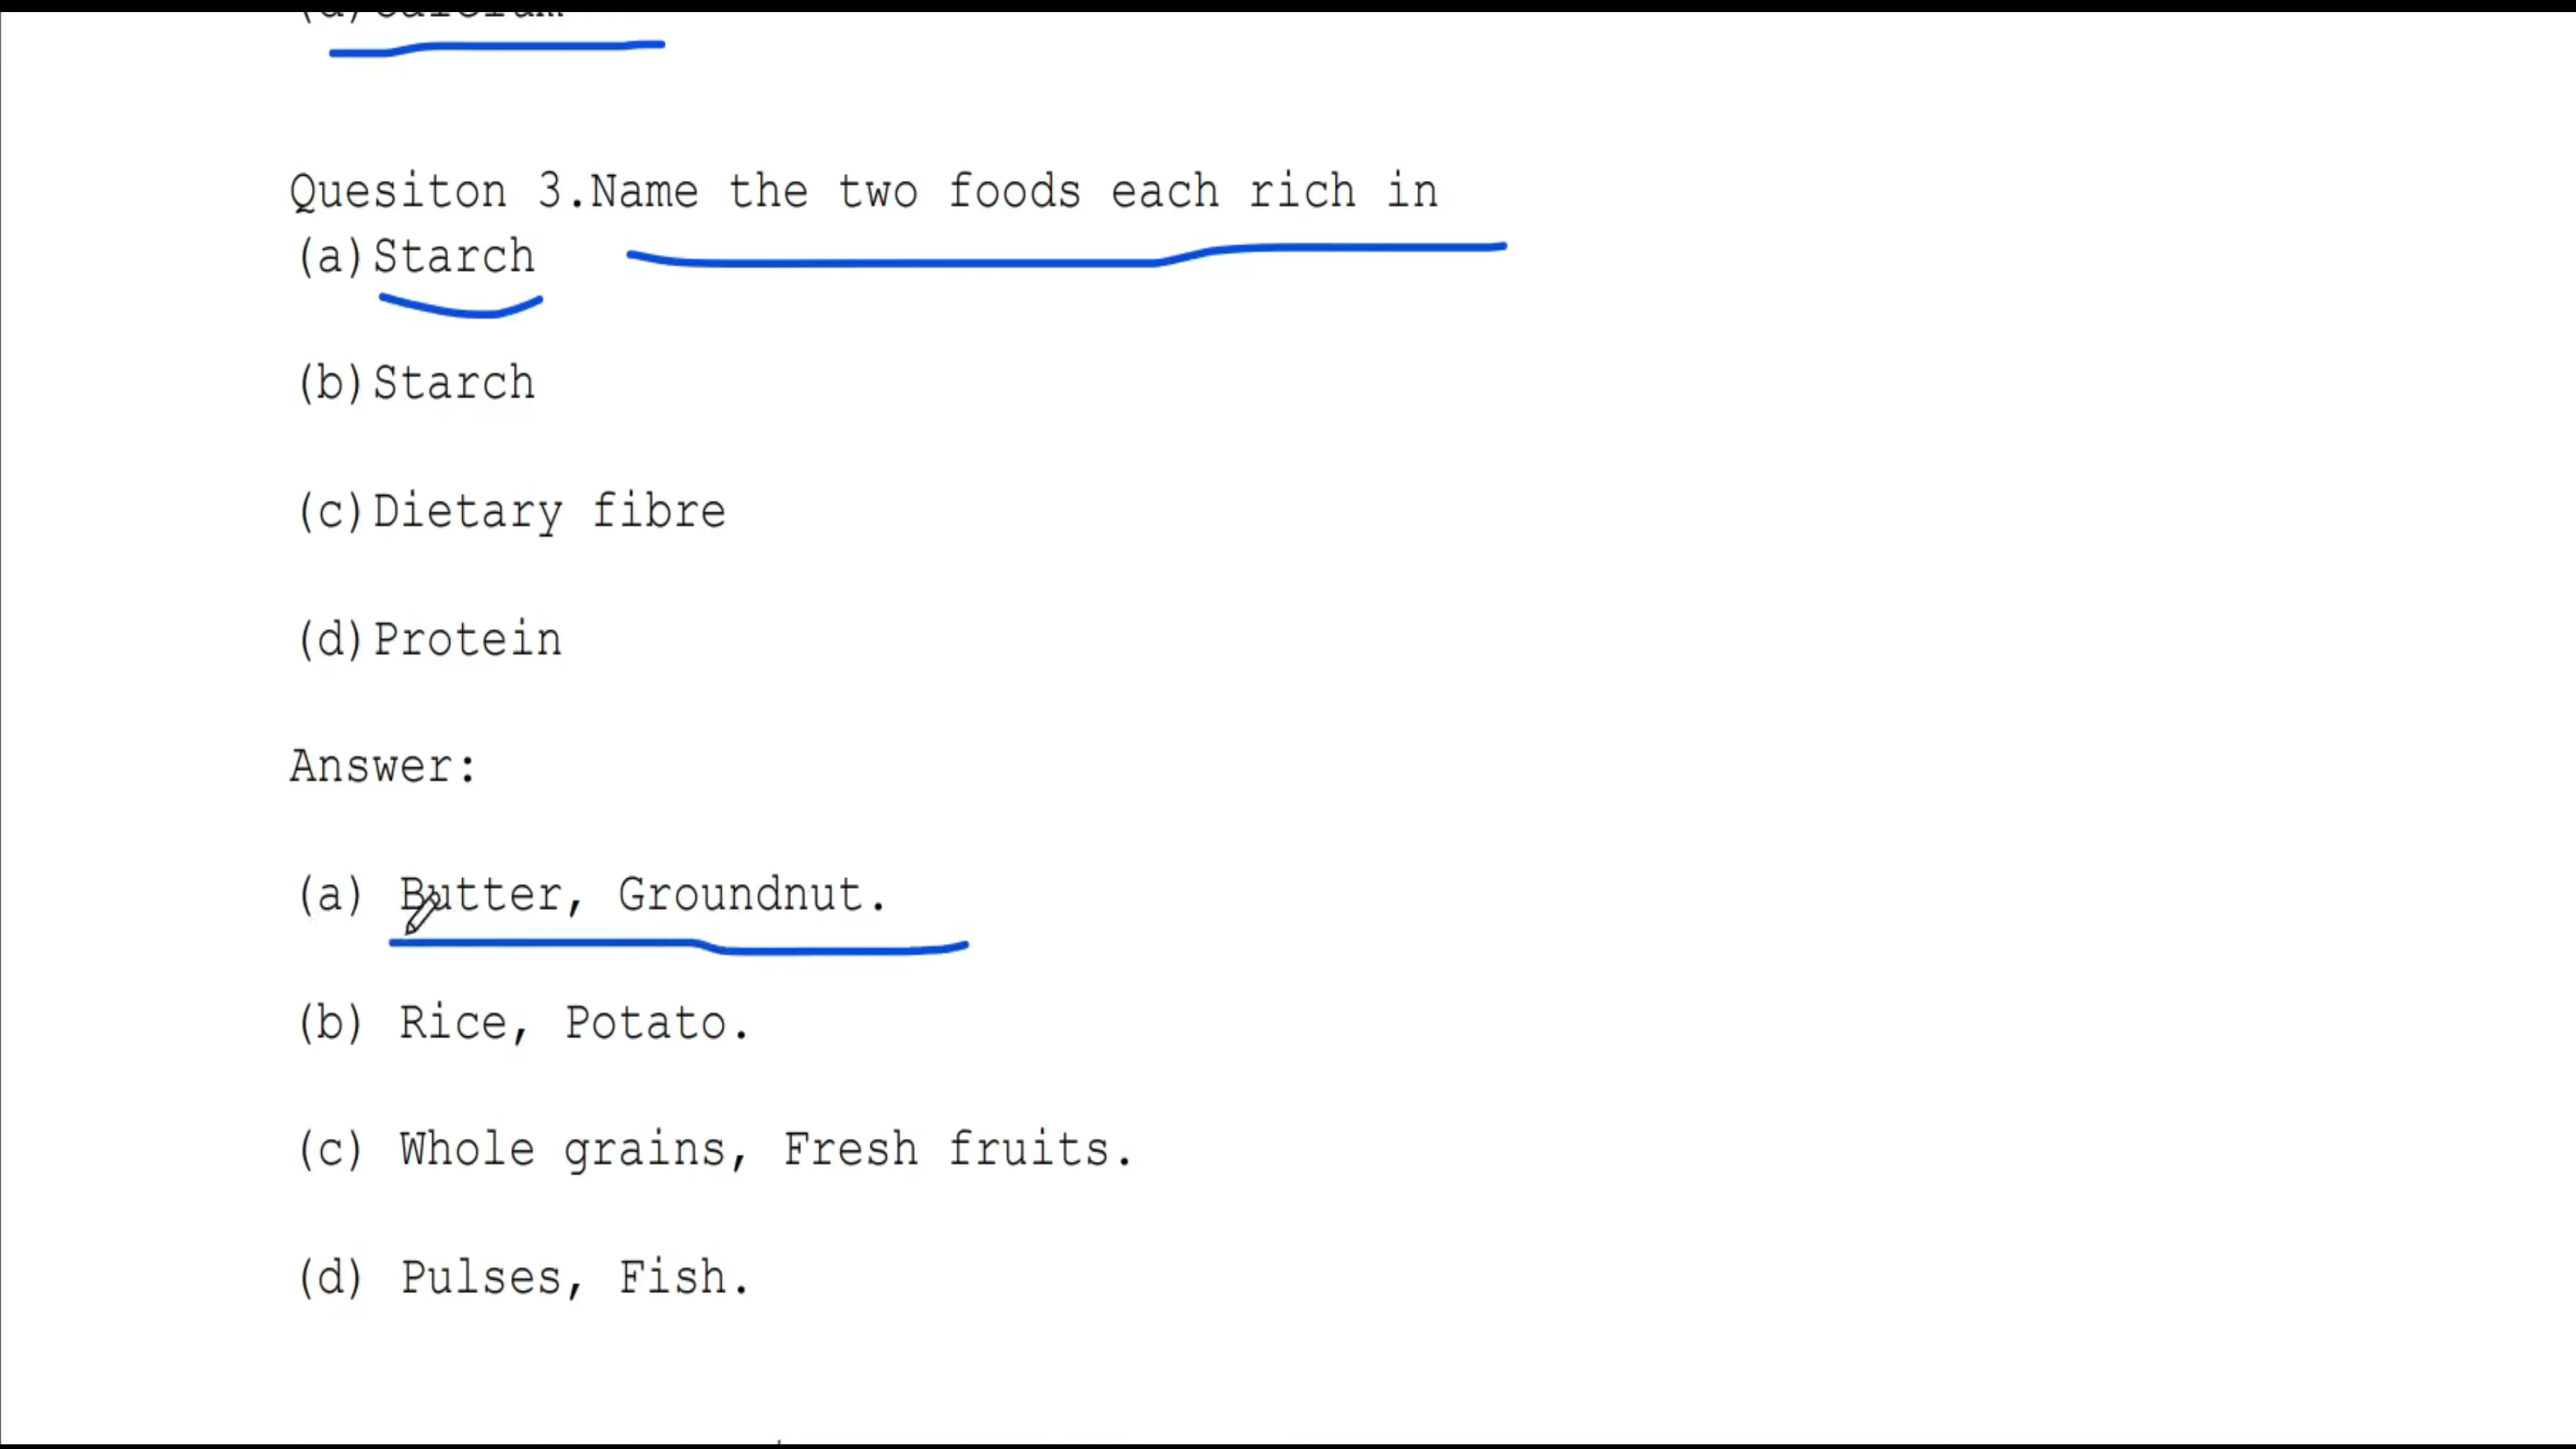 Quesiton 3.Name the two foods each rich in
(a)Starch
(b)Starch
(c)Dietary fibre
(d)Protein
Answer:
(a) Butter, Groundnut.
(b) Rice, Potato.
(c) Whole grains, Fresh fruits.
(d) Pulses, Fish.